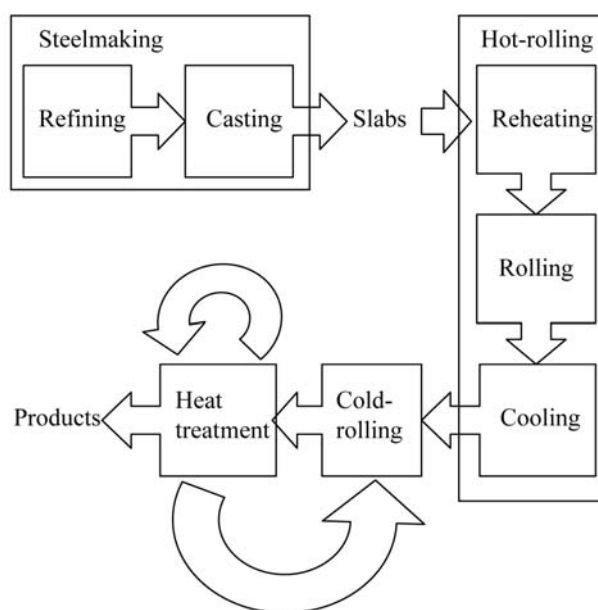 Steelmaking
Hot-rolling
Refining
Casting
Slabs
Reheating
Rolling
Products
Heat
treatment
Cold-
rolling
Cooling